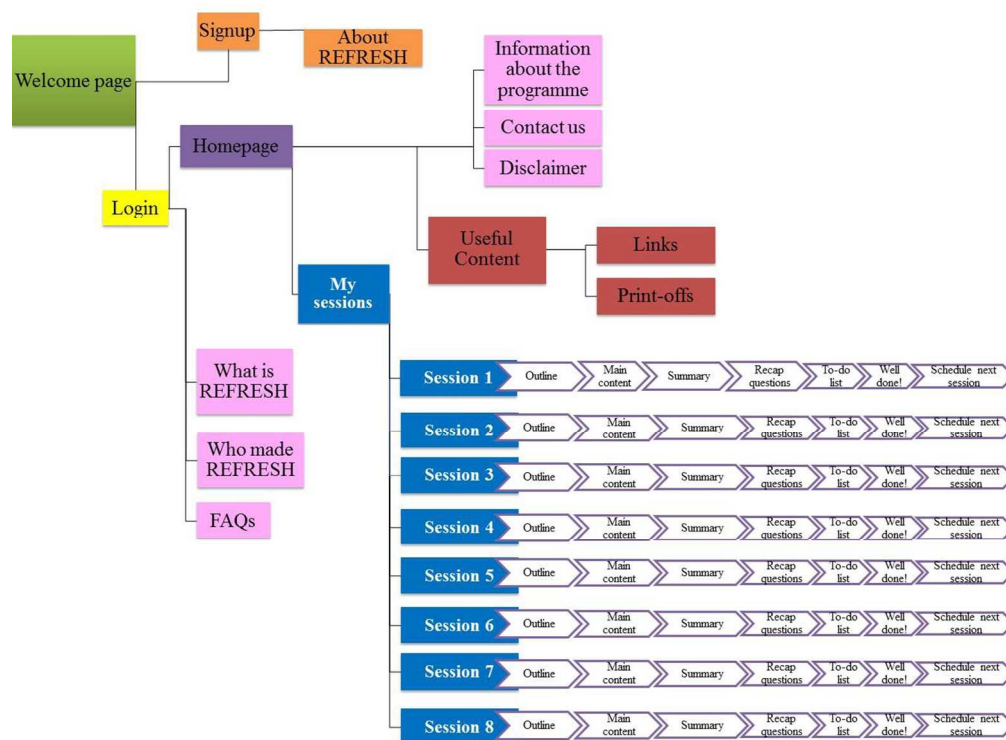 Signup
About
REFRESH
Welcome page
Information
about the
programme
Contact us
Homepage
Disclaimer
Login
Useful
Content
Links
Print-offs
My
sessions
What is
REFRESH
Who made
REFRESH
FAQs
Session 1
Outline
Main
content
Summary
Recap
questions
To-do
list
Well
done!
Schedule next
session
Session 2
Outline
Main
content
Summary
Recap
questions
To-do
list
Well
done!
Schedule next
session
Session 3
Outline
Main
content
Summary
Recap
questions
To-do
list
Well
done!
Schedule next
session
Session 4
Outline
Main
content
Summary
Recap
questions
To-do
list
Well
done!
Schedule next
session
Session 5
Outline
Main
content
Summary
Recap
questions
To-do
list
Well
done!
Schedule next
session
Session 6
Outline
Main
content
Summary
Recap
questions
To-do
list
Well
done!
Schedule next
session
Session 7
Outline
Main
content
Summary
Recap
questions
To-do
list
Well
done!
Schedule next
session
Session 8
Outline
Main
content
Summary
Recap
questions
To-do
list
Well
done!
Schedule next
session